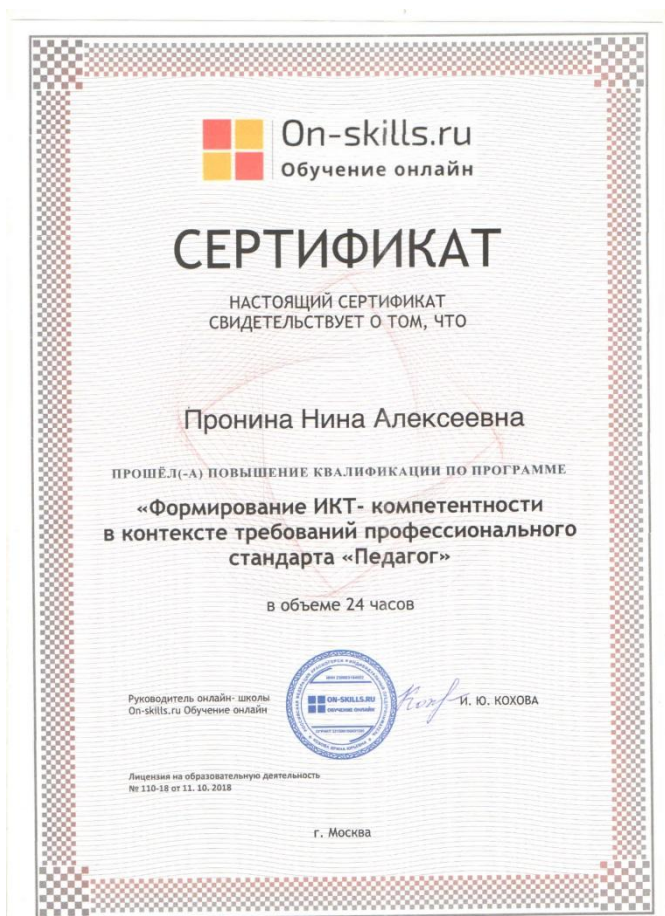 On-skills.ru
Обучение онлайн
СЕРТИФИКАТ
НАСТОЯЩИЙ СЕРТИФИКАТ
СВИДЕТЕЛЬСТВУЕТ О ТОМ, ЧТО
Пронина Нина Алексеевна
ПРОШЁЛ(-А) ПОВЫШЕНИЕ КВАЛИФИКАЦИИ ПО ПРОГРАММЕ
«Формирование ИКТ- компетентности
в контексте требований профессионального
стандарта «Педагог»
в объеме 24 часов
Руководитель онлайн- школы
On-skills.ru Обучение онлайн
ON-SKILLS.RU
ОБУЧЕНИЕ ОНЛАЙН
И. Ю. КОХОВА
Лицензия на образовательную деятельность
№ 110-18 от 11. 10. 2018
г. Москва